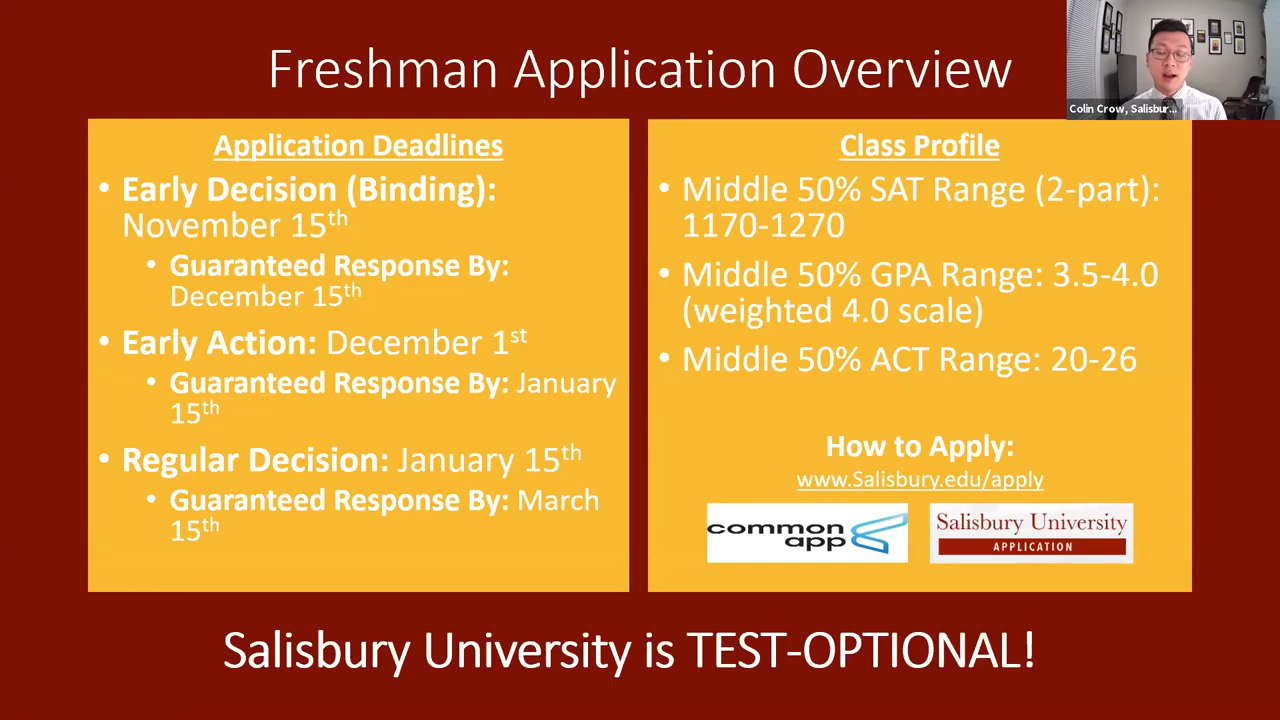 Freshman Application Overview
Colin Crow, Salisbur...
Application Deadlines
• Early Decision (Binding):
November 15th
• Guaranteed Response By:
December 15th
• Early Action: December 1st
• Guaranteed Response By: January
15th
• Regular Decision: January 15th
• Guaranteed Response By: March
15th
Class Profile
• Middle 50% SAT Range (2-part):
1170-1270
• Middle 50% GPA Range: 3.5-4.0
(weighted 4.0 scale)
• Middle 50% ACT Range: 20-26
How to Apply:
www.Salisbury.edu/apply
common
app
Salisbury University
APPLICATION
Salisbury University is TEST-OPTIONAL!